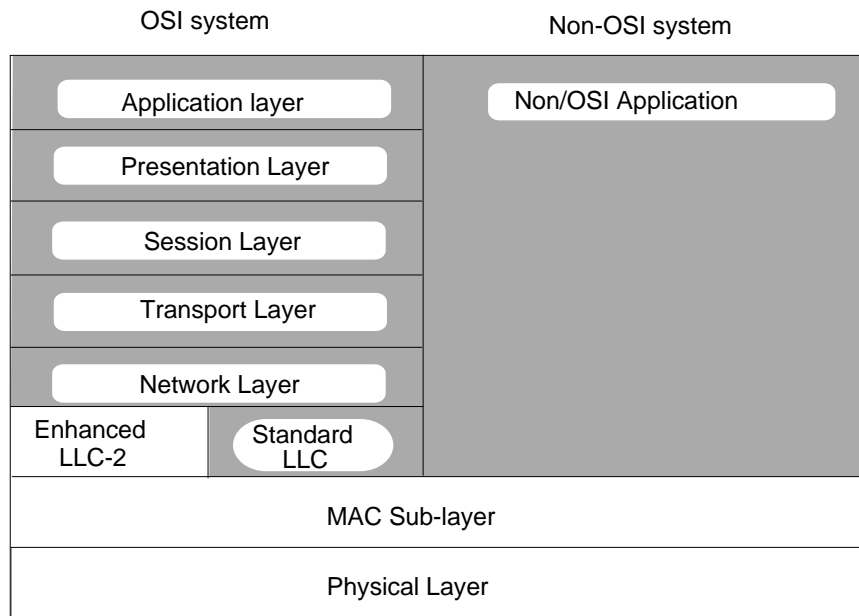 OSI system
Non-OSI system
Application layer
Non/OSI Application
Presentation Layer
Session Layer
Transport Layer
Network Layer
Enhanced
LLC-2
Standard
LLC
MAC Sub-layer
Physical Layer